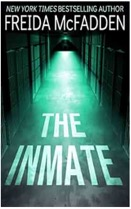 NEW YORK TIMES BESTSELLING AUTHOR
FREIDA McFADDEN
THE
INMATE